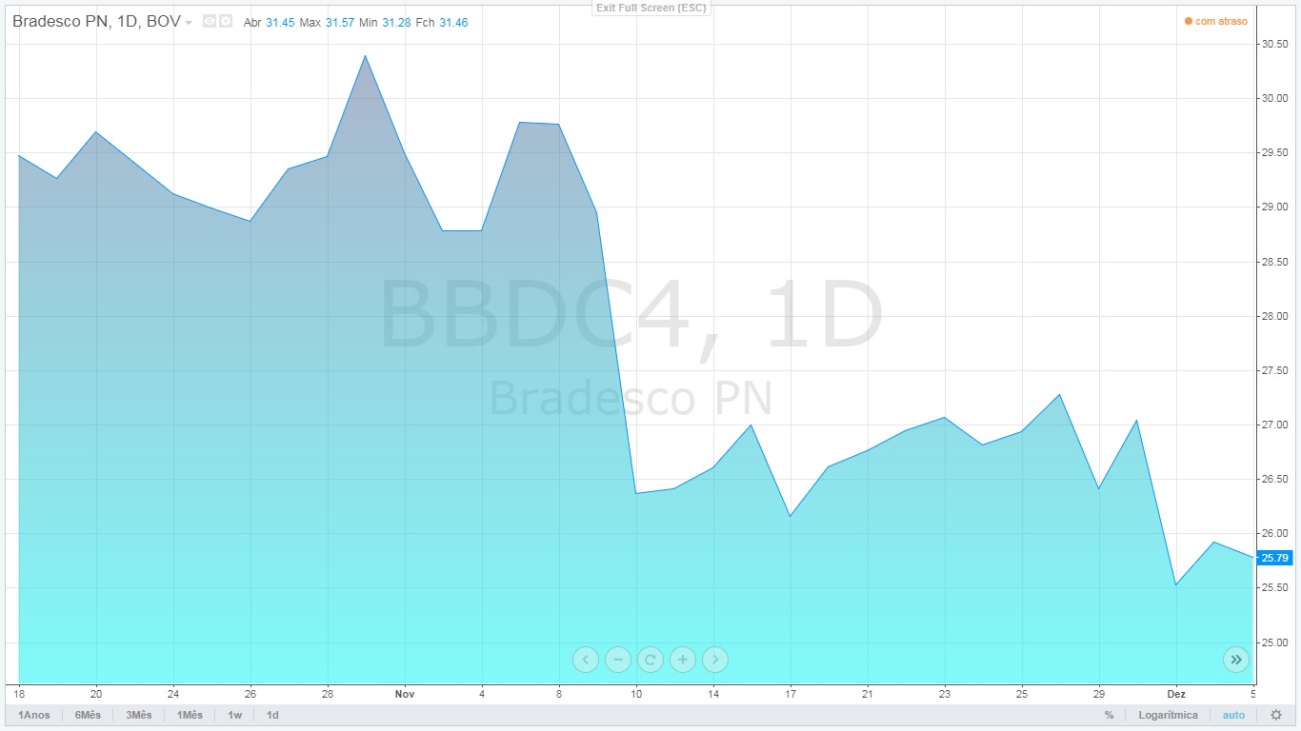 Exit Full Screen (ESC)
Bradesco PN, 1D, BOV Abr 31.45 Max 31.57 Min 31.28 Fch 31.46
com atraso
30.50
30.00
29.50
29.00
28.50
28.00
27.50
27.00
26.50
26.00
25.79
25.50
25.00
BBDC4, 1D
Bradesco PN
18 20 24 26 28 Nov 4 8 10 14 17 21 23 25 29 Dez 5
1Anos 6Mês 3Mês 1Mês 1w 1d % Logarítmica auto